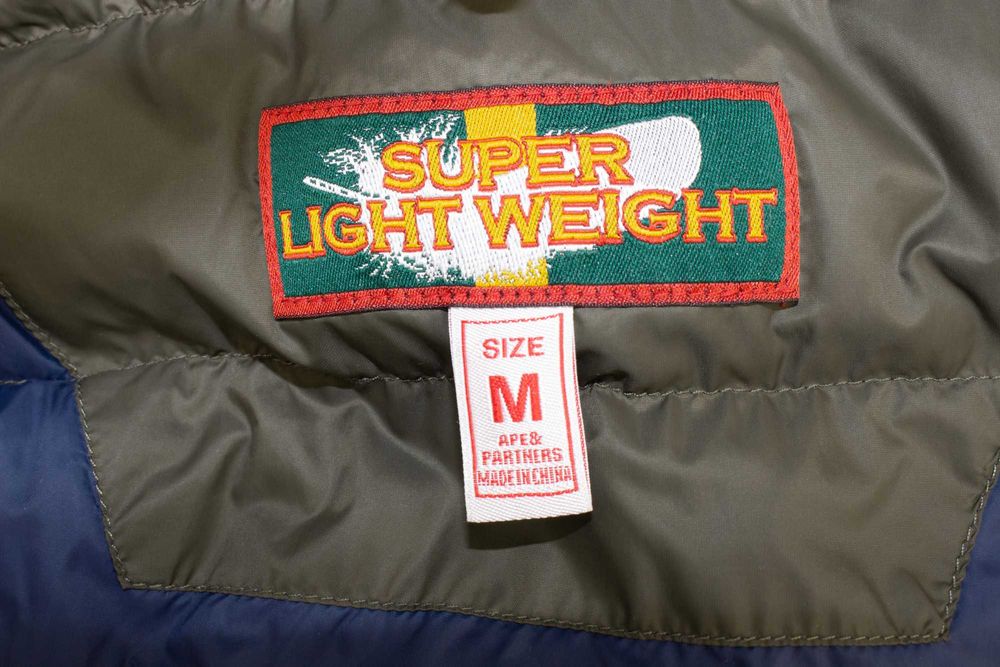 SUPER
LIGHT WEIGHT
SIZE
M
APE&
PARTNERS
MADE IN CHINA